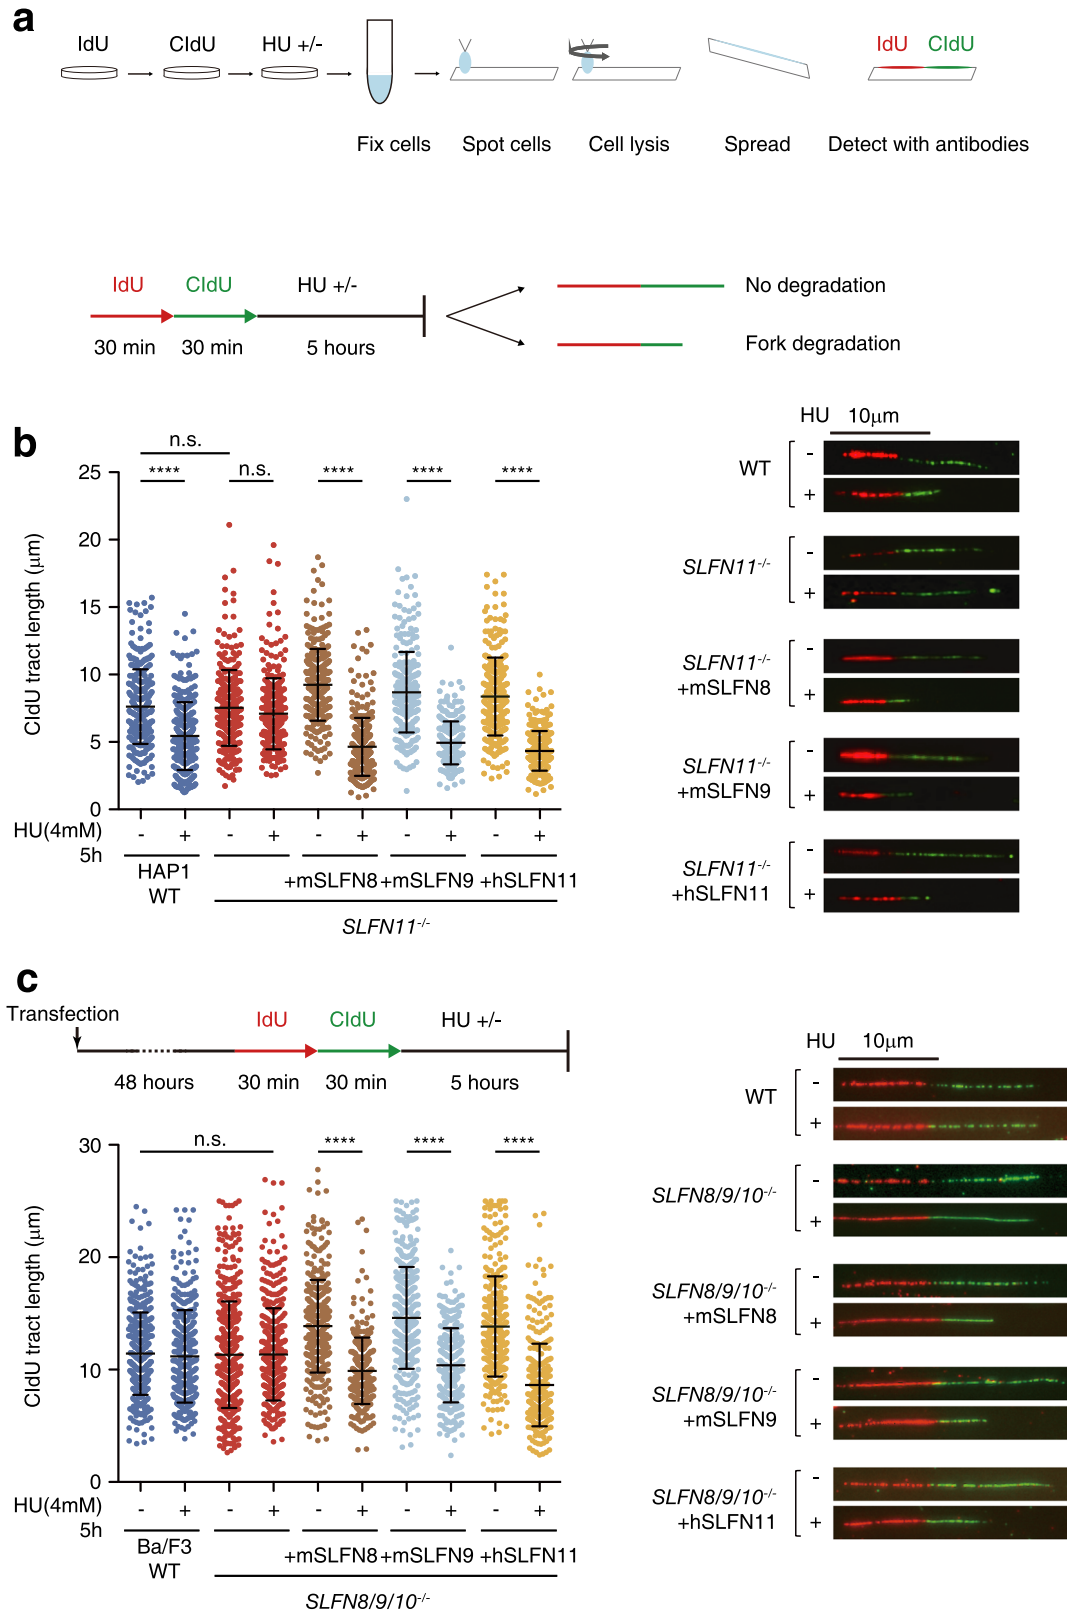 a
IdU CldU HU +/-
Fix cells Spot cells Cell lysis Spread Detect with antibodies
IdU CldU
IdU CldU HU +/-
30 min 30 min 5 hours
No degradation
Fork degradation
b
n.s.
**** n.s. **** **** ****
CldU tract length (μm)
25
20
15
10
5
0
HU(4mM) - + - + - + - + - +
5h
HAP1
WT
+mSLFN8 +mSLFN9 +hSLFN11
SLFN11-/-
HU 10μm
WT
-
+
SLFN11-/-
-
+
SLFN11-/-
+mSLFN8
-
+
SLFN11-/-
+mSLFN9
-
+
SLFN11-/-
+hSLFN11
-
+
c
Transfection
IdU CldU HU +/-
48 hours 30 min 30 min 5 hours
n.s. **** **** ****
CldU tract length (μm)
30
20
10
0
HU(4mM) - + - + - + - + - +
5h
Ba/F3
WT
+mSLFN8 +mSLFN9 +hSLFN11
SLFN8/9/10-/-
HU 10μm
WT
-
+
SLFN8/9/10-/-
-
+
SLFN8/9/10-/-
+mSLFN8
-
+
SLFN8/9/10-/-
+mSLFN9
-
+
SLFN8/9/10-/-
+hSLFN11
-
+